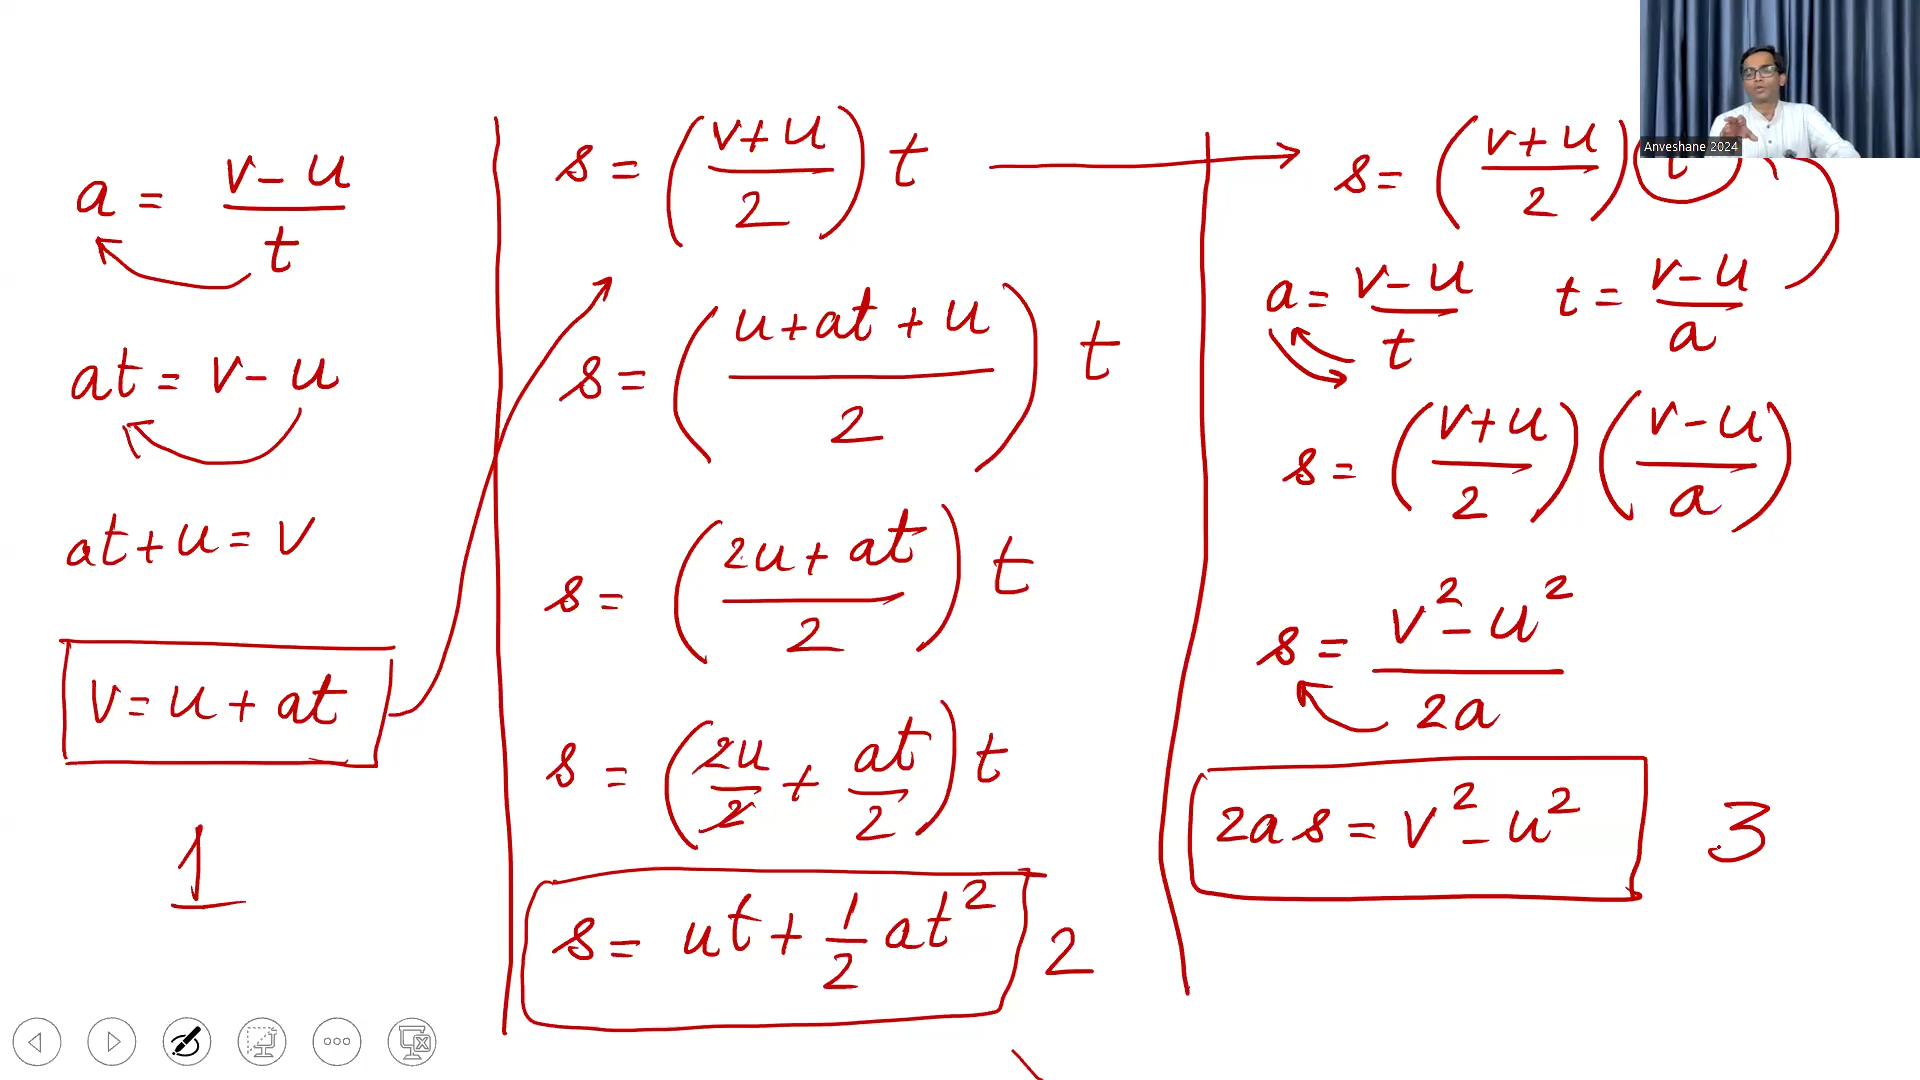 a = (v - u)/t
at = v - u
at + u = v
v = u + at
1
s = ((v + u)/2) t
s = ((u + at + u)/2) t
s = ((2u + at)/2) t
s = (2u/2 + at/2) t
s = ut + 1/2 at²
2
s = ((v + u)/2) t
a = (v - u)/t    t = (v - u)/a
s = ((v + u)/2) ((v - u)/a)
s = (v² - u²)/2a
2as = v² - u²
3
Anveshane 2024